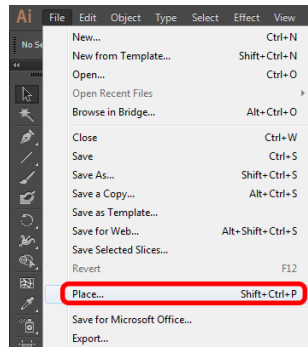 Ai File Edit Object Type Select Effect View
No Se
New... Ctrl+N
New from Template... Shift+Ctrl+N
Open... Ctrl+O
Open Recent Files
Browse in Bridge... Alt+Ctrl+O
Close Ctrl+W
Save Ctrl+S
Save As... Shift+Ctrl+S
Save a Copy... Alt+Ctrl+S
Save as Template...
Save for Web... Alt+Shift+Ctrl+S
Save Selected Slices...
Revert F12
Place... Shift+Ctrl+P
Save for Microsoft Office...
Export...